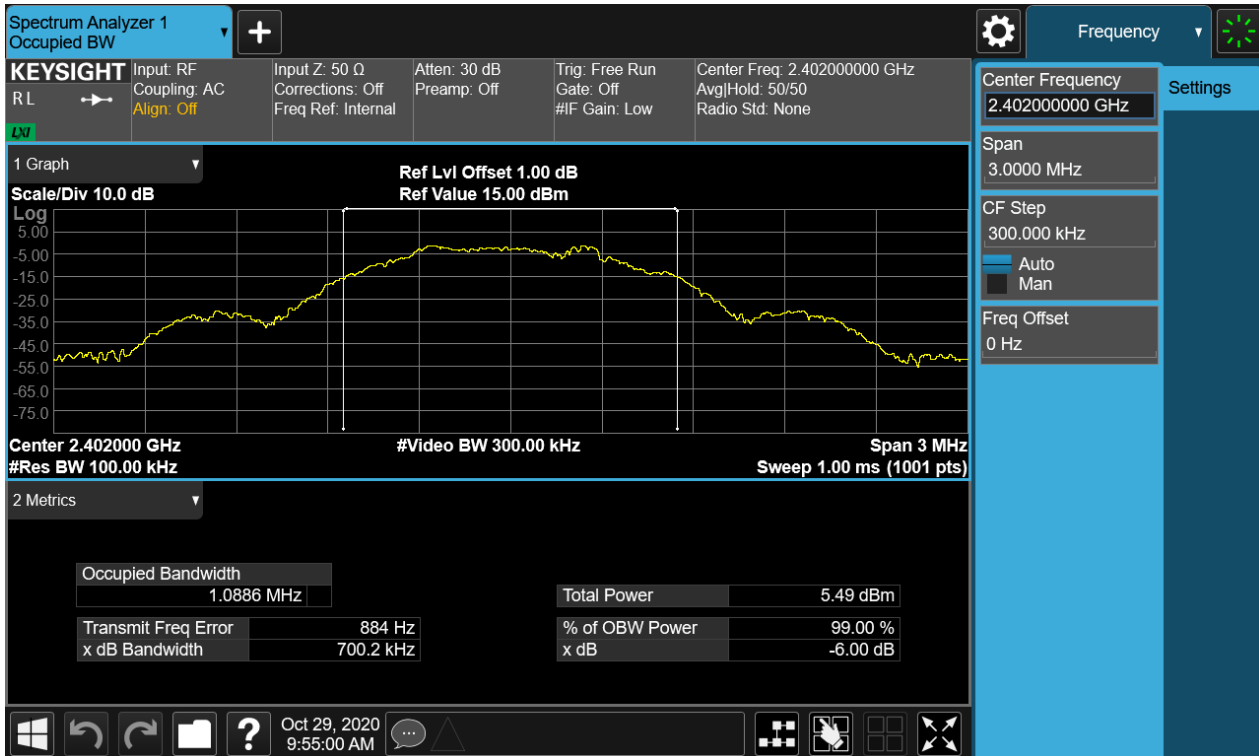 Spectrum Analyzer 1
Occupied BW
+
Frequency
KEYSIGHT
R L
LXI
Input: RF
Coupling: AC
Align: Off
Input Z: 50 Ω
Corrections: Off
Freq Ref: Internal
Atten: 30 dB
Preamp: Off
Trig: Free Run
Gate: Off
#IF Gain: Low
Center Freq: 2.402000000 GHz
Avg|Hold: 50/50
Radio Std: None
Center Frequency
2.402000000 GHz
Settings
Span
3.0000 MHz
CF Step
300.000 kHz
Auto
Man
Freq Offset
0 Hz
1 Graph
Scale/Div 10.0 dB
Ref Lvl Offset 1.00 dB
Ref Value 15.00 dBm
Log
5.00
-5.00
-15.0
-25.0
-35.0
-45.0
-55.0
-65.0
-75.0
Center 2.402000 GHz
#Video BW 300.00 kHz
Span 3 MHz
#Res BW 100.00 kHz
Sweep 1.00 ms (1001 pts)
2 Metrics
Occupied Bandwidth
1.0886 MHz
Total Power 5.49 dBm
Transmit Freq Error 884 Hz
% of OBW Power 99.00 %
x dB Bandwidth 700.2 kHz
x dB -6.00 dB
?
Oct 29, 2020
9:55:00 AM